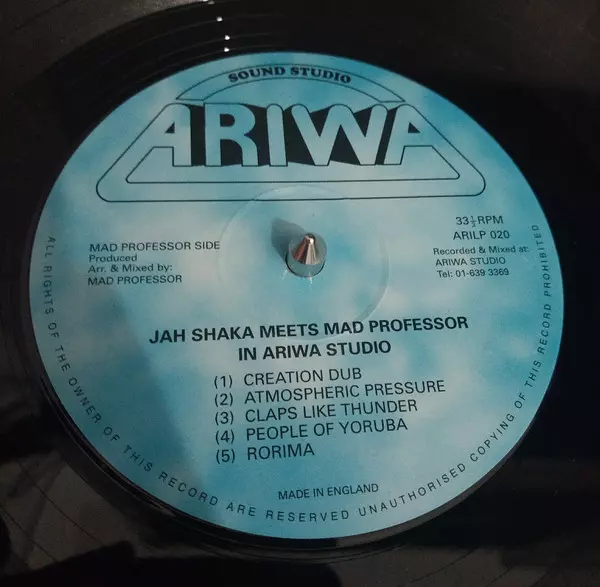 SOUND STUDIO
ARIWA
MAD PROFESSOR SIDE
Produced
Arr. & Mixed by:
MAD PROFESSOR
33⅓ RPM
ARILP 020
Recorded & Mixed at:
ARIWA STUDIO
Tel: 01-639 3369
JAH SHAKA MEETS MAD PROFESSOR
IN ARIWA STUDIO
(1) CREATION DUB
(2) ATMOSPHERIC PRESSURE
(3) CLAPS LIKE THUNDER
(4) PEOPLE OF YORUBA
(5) RORIMA
MADE IN ENGLAND
ALL RIGHTS OF THE OWNER OF THIS RECORD ARE RESERVED UNAUTHORISED COPYING OF THIS RECORD PROHIBITED